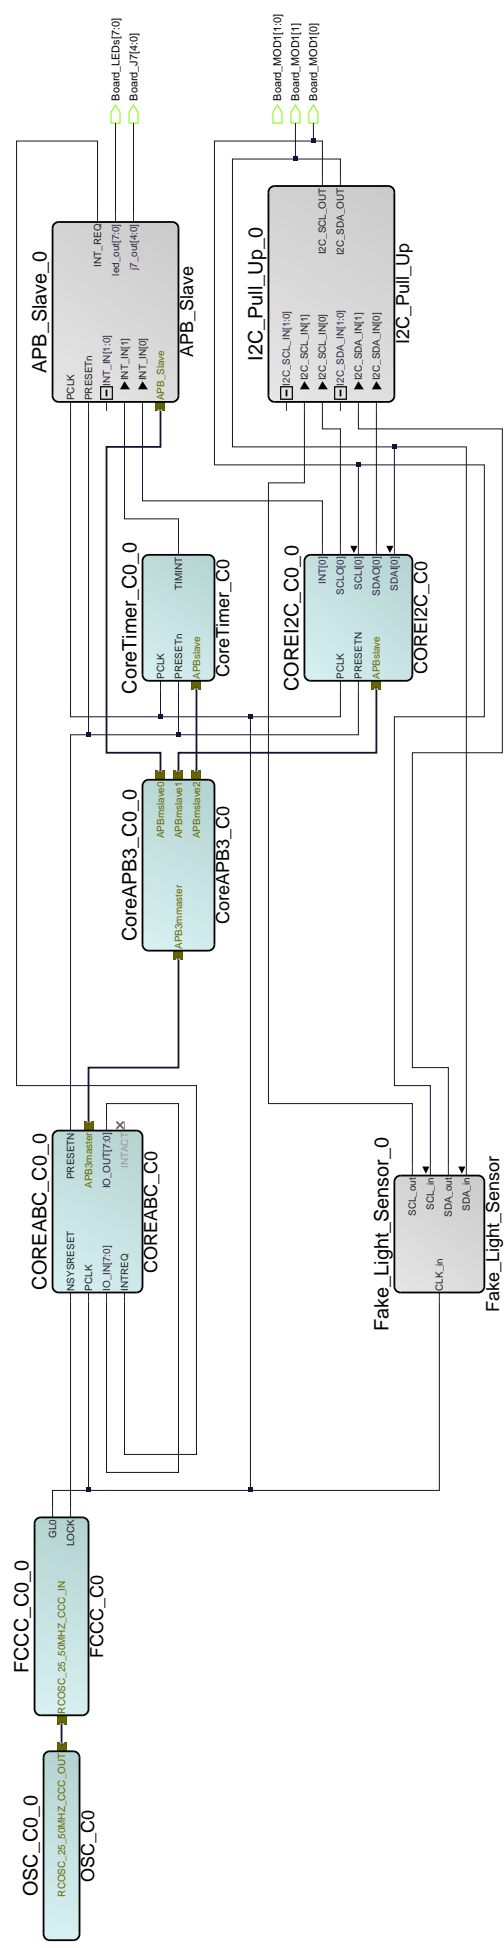 OSC_C0_0
RCOSC_25_50MHZ_CCC_OUT
OSC_C0
FCCC_C0_0
RCOSC_25_50MHZ_CCC_IN
GL0
LOCK
FCCC_C0
COREABC_C0_0
NSYSRESET
PCLK
IO_IN[7:0]
INTREQ
PRESETN
APB3master
IO_OUT[7:0]
INTACT
COREABC_C0
Fake_Light_Sensor_0
CLK_in
SCL_out
SCL_in
SDA_out
SDA_in
Fake_Light_Sensor
CoreAPB3_C0_0
APB3mmaster
APBmslave0
APBmslave1
APBmslave2
CoreAPB3_C0
CoreTimer_C0_0
PCLK
PRESETn
APBslave
TIMINT
CoreTimer_C0
COREI2C_C0_0
PCLK
PRESETN
APBslave
INT[0]
SCLO[0]
SCLI[0]
SDAO[0]
SDAI[0]
COREI2C_C0
APB_Slave_0
PCLK
PRESETn
INT_IN[1:0]
INT_IN[1]
INT_IN[0]
APB_Slave
INT_REQ
led_out[7:0]
j7_out[4:0]
APB_Slave
I2C_Pull_Up_0
I2C_SCL_IN[1:0]
I2C_SCL_IN[1]
I2C_SCL_IN[0]
I2C_SDA_IN[1:0]
I2C_SDA_IN[1]
I2C_SDA_IN[0]
I2C_SCL_OUT
I2C_SDA_OUT
I2C_Pull_Up
Board_LEDs[7:0]
Board_J7[4:0]
Board_MOD1[1:0]
Board_MOD1[1]
Board_MOD1[0]